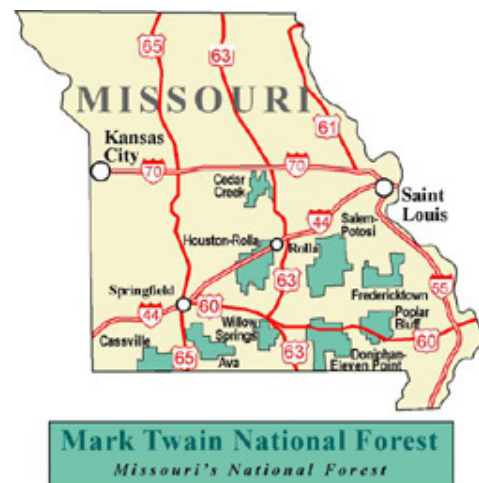 65
63
MISSOURI
61
Kansas
City
70
70
Cedar
Creek
Saint
Louis
44
Salem-
Potosi
Houston-Rolla
Rolla
63
Springfield
Fredericktown
55
44
60
Willow
Springs
Poplar
Bluff
60
Cassville
65
Ava
63
Doniphan-
Eleven Point
Mark Twain National Forest
Missouri's National Forest